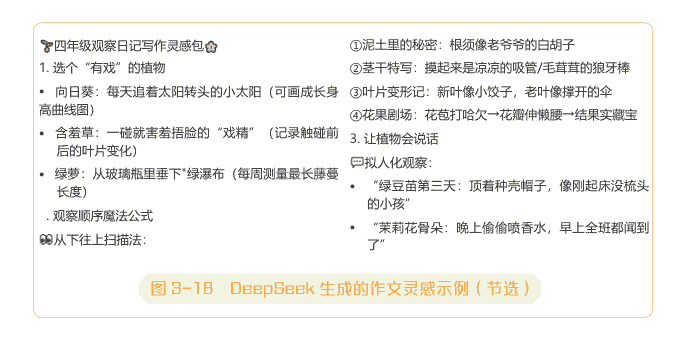 🌱四年级观察日记写作灵感包🌼
1. 选个“有戏”的植物
• 向日葵：每天追着太阳转头的小太阳（可画成长身
高曲线图）
• 含羞草：一碰就害羞捂脸的“戏精”（记录触碰前
后的叶片变化）
• 绿萝：从玻璃瓶里垂下"绿瀑布（每周测量最长藤蔓
长度）
. 观察顺序魔法公式
👀从下往上扫描法：
①泥土里的秘密：根须像老爷爷的白胡子
②茎干特写：摸起来是凉凉的吸管/毛茸茸的狼牙棒
③叶片变形记：新叶像小饺子，老叶像撑开的伞
④花果剧场：花苞打哈欠→花瓣伸懒腰→结果实藏宝
3. 让植物会说话
💬拟人化观察：
• “绿豆苗第三天：顶着种壳帽子，像刚起床没梳头
的小孩”
• “茉莉花骨朵：晚上偷偷喷香水，早上全班都闻到
了”
图 3-18 DeepSeek 生成的作文灵感示例（节选）